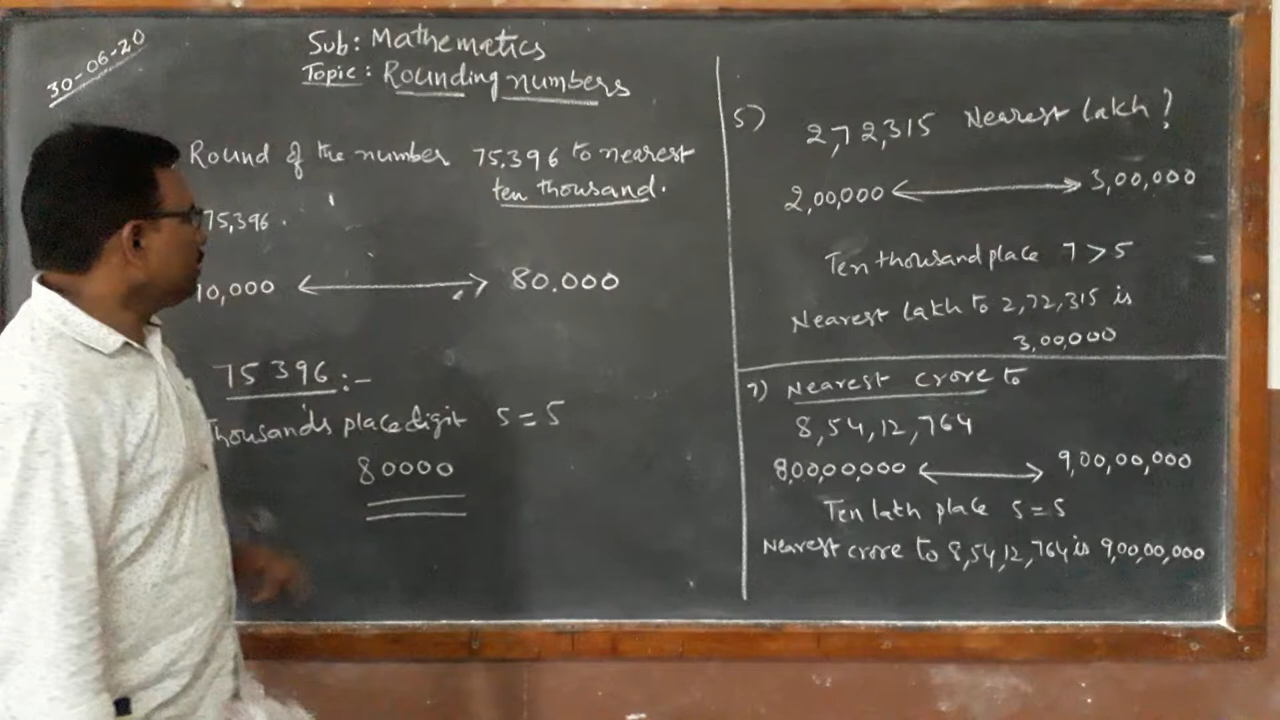 30-06-20
Sub: Mathematics
Topic: Rounding numbers
Round of the number 75,396 to nearest
ten thousand.
75,396.
70,000 80.000
75396:-
Thousands place digit 5=5
80000
5)
2,72,315 Nearest lakh?
2,00,000 3,00,000
Ten thousand place 7>5
Nearest lakh to 2,72,315 is
3,00,000
7) Nearest crore to
8,54,12,764
8,00,00,000 9,00,00,000
Ten lakh place 5=5
Nearest crore to 8,54,12,764 is 9,00,00,000